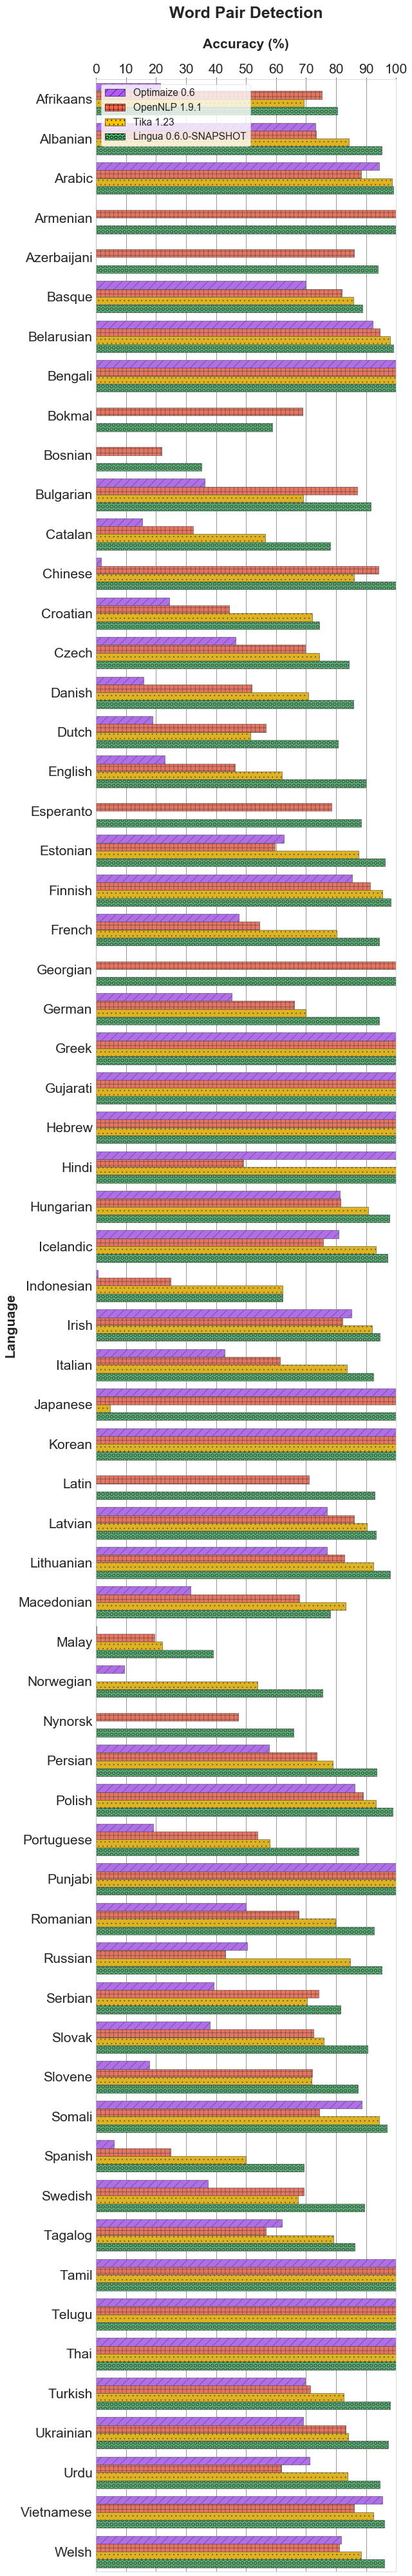 Word Pair Detection
Accuracy (%)
0 10 20 30 40 50 60 70 80 90 100
Optimaize 0.6
OpenNLP 1.9.1
Tika 1.23
Lingua 0.6.0-SNAPSHOT
Language
Afrikaans
Albanian
Arabic
Armenian
Azerbaijani
Basque
Belarusian
Bengali
Bokmal
Bosnian
Bulgarian
Catalan
Chinese
Croatian
Czech
Danish
Dutch
English
Esperanto
Estonian
Finnish
French
Georgian
German
Greek
Gujarati
Hebrew
Hindi
Hungarian
Icelandic
Indonesian
Irish
Italian
Japanese
Korean
Latin
Latvian
Lithuanian
Macedonian
Malay
Norwegian
Nynorsk
Persian
Polish
Portuguese
Punjabi
Romanian
Russian
Serbian
Slovak
Slovene
Somali
Spanish
Swedish
Tagalog
Tamil
Telugu
Thai
Turkish
Ukrainian
Urdu
Vietnamese
Welsh